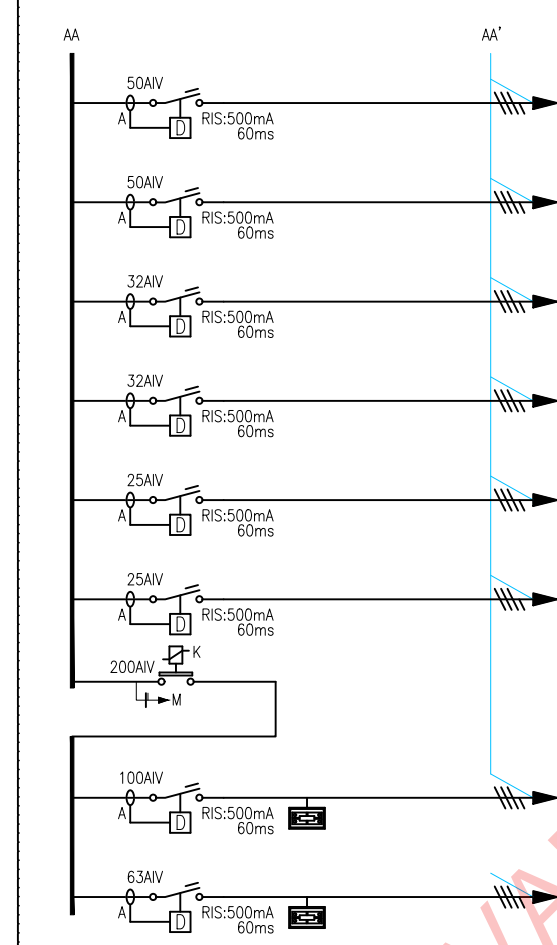 AA
AA'
50AIV
A
D
RIS:500mA
60ms
50AIV
A
D
RIS:500mA
60ms
32AIV
A
D
RIS:500mA
60ms
32AIV
A
D
RIS:500mA
60ms
25AIV
A
D
RIS:500mA
60ms
25AIV
A
D
RIS:500mA
60ms
K
200AIV
M
100AIV
A
D
RIS:500mA
60ms
63AIV
A
D
RIS:500mA
60ms